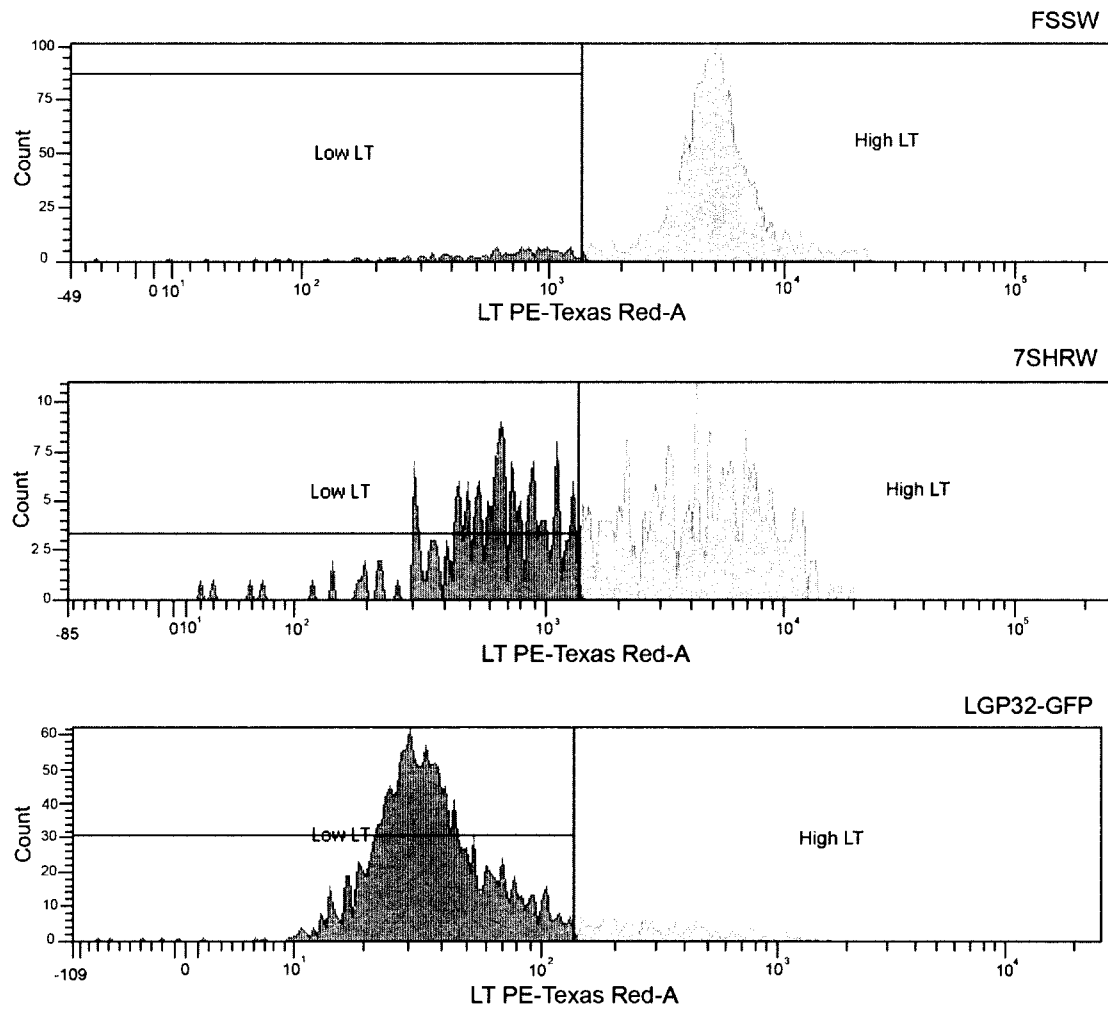 FSSW
100
75
50
25
0
Count
Low LT
High LT
-49
0 10¹
10²
10³
10⁴
10⁵
LT PE-Texas Red-A
7SHRW
10
7 5
5
2 5
0
Count
Low LT
High LT
-85
010¹
10²
10³
10⁴
10⁵
LT PE-Texas Red-A
LGP32-GFP
60
50
40
30
20
10
0
Count
Low LT
High LT
-109
0
10¹
10²
10³
10⁴
LT PE-Texas Red-A